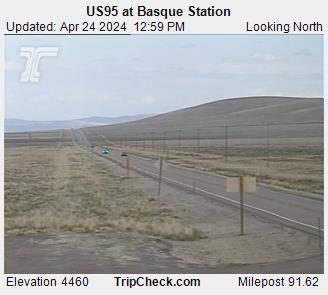 US95 at Basque Station
Updated: Apr 24 2024 12:59 PM Looking North
Elevation 4460 TripCheck.com Milepost 91.62